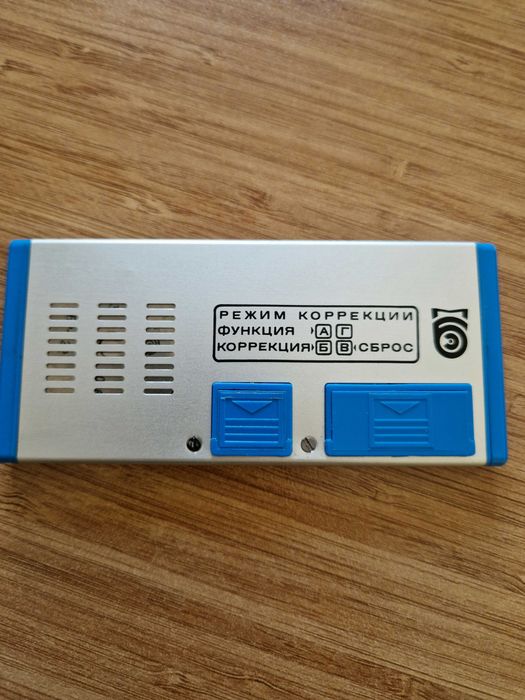 РЕЖИМ КОРРЕКЦИИ
ФУНКЦИЯ А Г
КОРРЕКЦИЯ Б В СБРОС